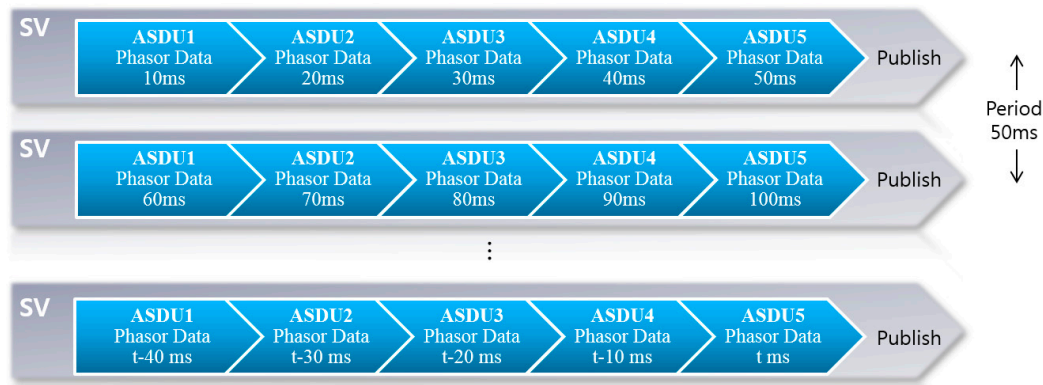 SV
ASDU1 ASDU2 ASDU3 ASDU4 ASDU5
Phasor Data Phasor Data Phasor Data Phasor Data Phasor Data
10ms 20ms 30ms 40ms 50ms
Publish
Period
50ms
SV
ASDU1 ASDU2 ASDU3 ASDU4 ASDU5
Phasor Data Phasor Data Phasor Data Phasor Data Phasor Data
60ms 70ms 80ms 90ms 100ms
Publish
⋮
SV
ASDU1 ASDU2 ASDU3 ASDU4 ASDU5
Phasor Data Phasor Data Phasor Data Phasor Data Phasor Data
t-40 ms t-30 ms t-20 ms t-10 ms t ms
Publish